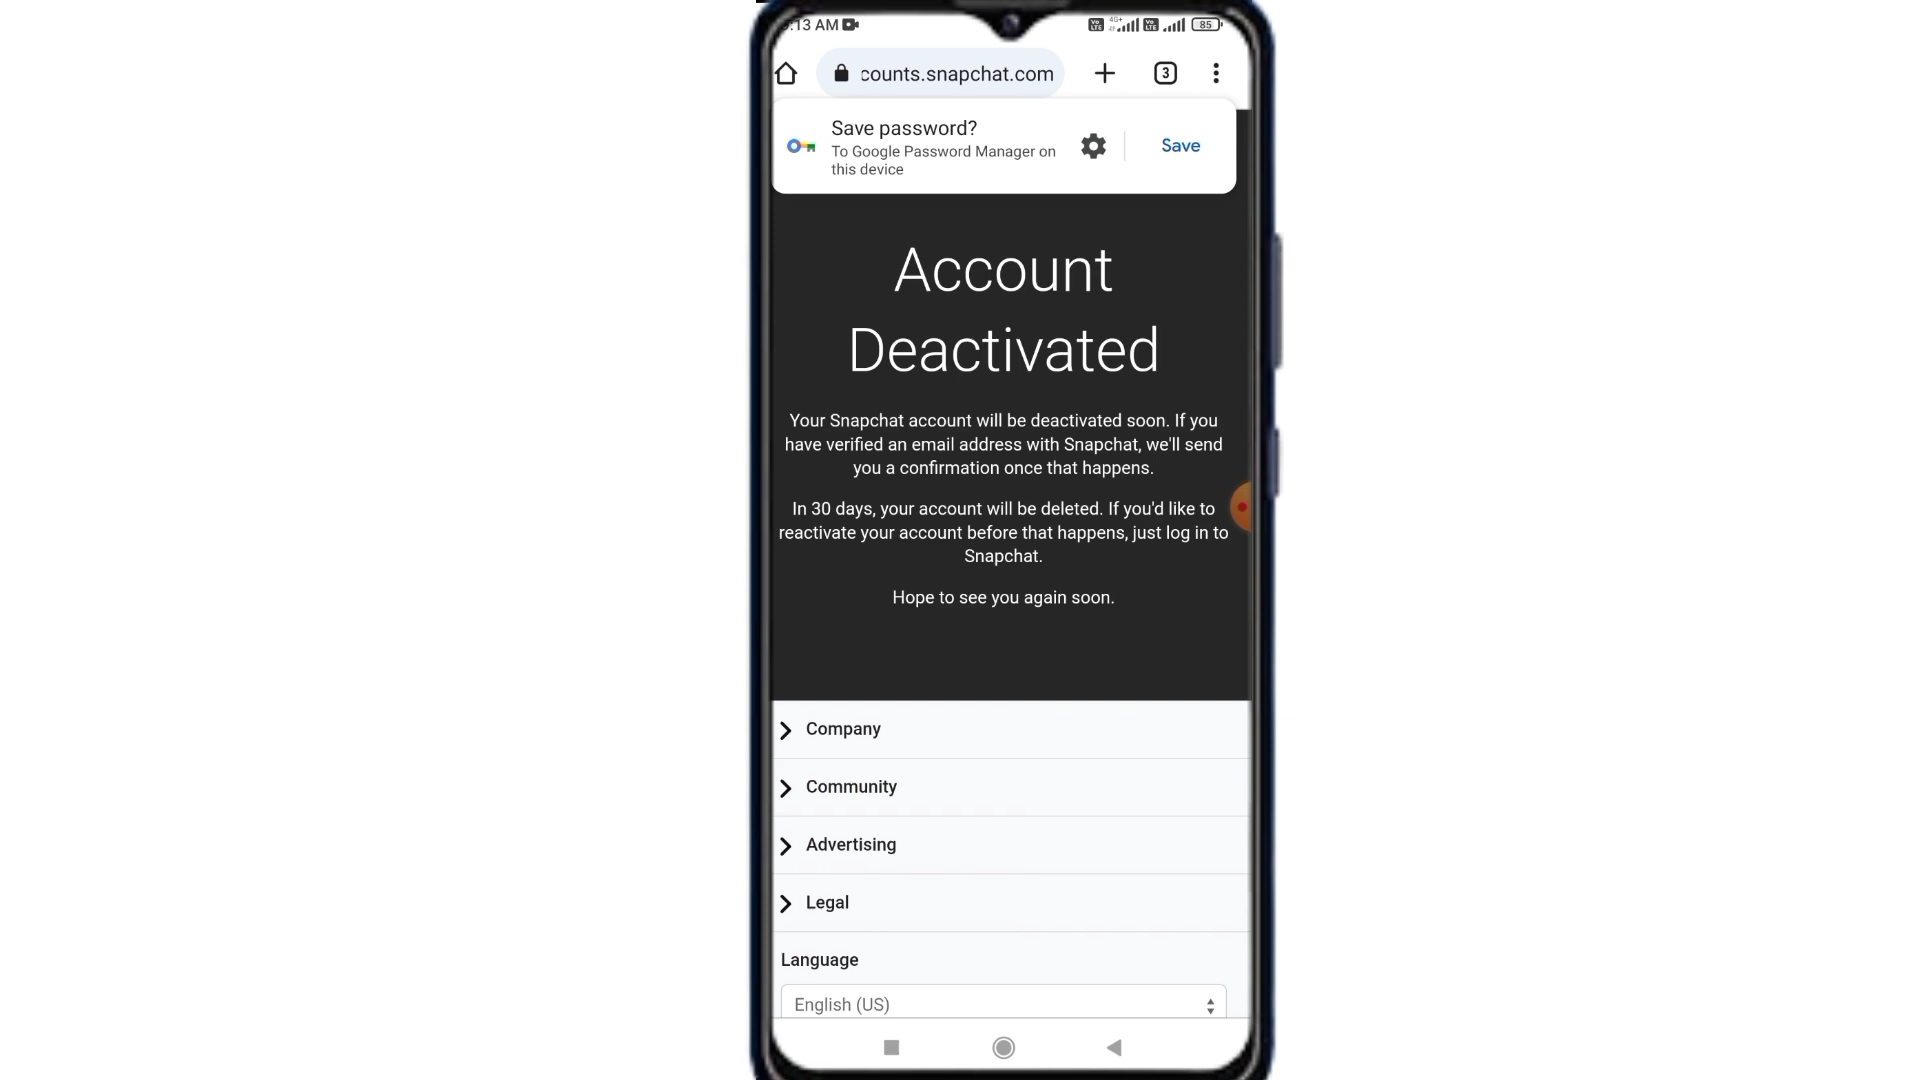 :13 AM
4G+
85
counts.snapchat.com
3
Save password?
To Google Password Manager on
this device
Save
Account
Deactivated
Your Snapchat account will be deactivated soon. If you
have verified an email address with Snapchat, we'll send
you a confirmation once that happens.
In 30 days, your account will be deleted. If you'd like to
reactivate your account before that happens, just log in to
Snapchat.
Hope to see you again soon.
Company
Community
Advertising
Legal
Language
English (US)